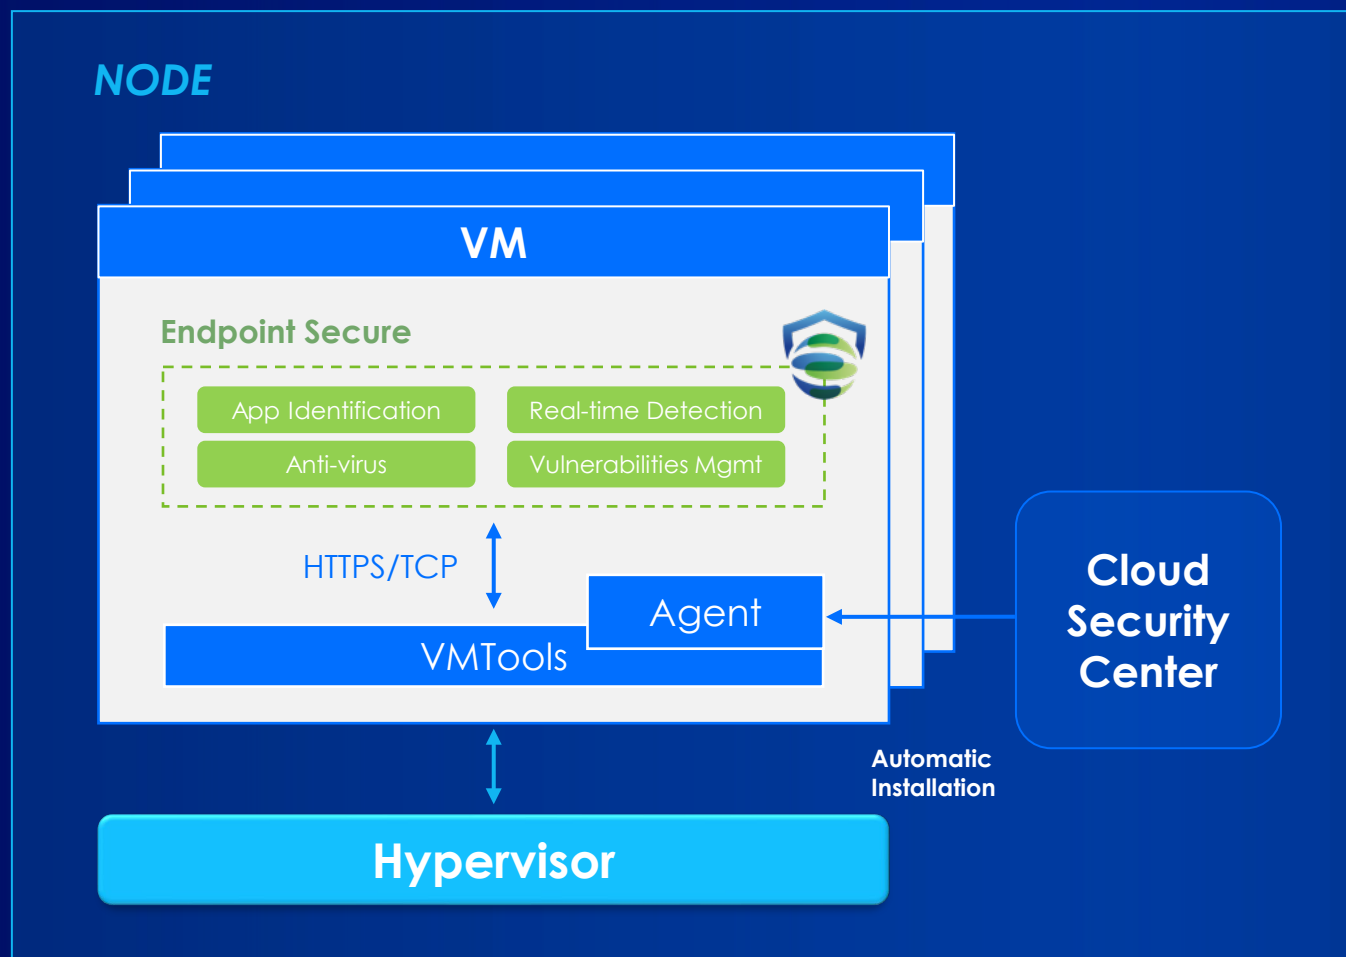 NODE
VM
Endpoint Secure
App Identification
Real-time Detection
Anti-virus
Vulnerabilities Mgmt
HTTPS/TCP
Agent
VMTools
Cloud
Security
Center
Automatic
Installation
Hypervisor